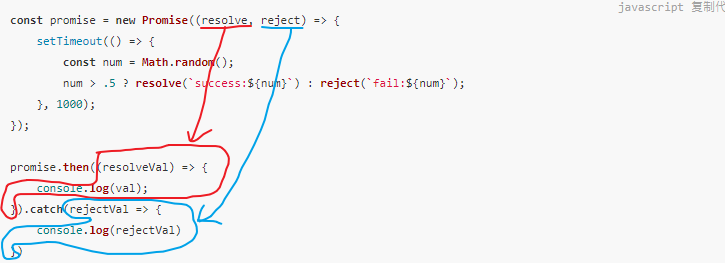 javascript 复制代
const promise = new Promise((resolve, reject) => {
    setTimeout(() => {
        const num = Math.random();
        num > .5 ? resolve(`success:${num}`) : reject(`fail:${num}`);
    }, 1000);
});
promise.then((resolveVal) => {
    console.log(val);
}).catch(rejectVal => {
    console.log(rejectVal)
})